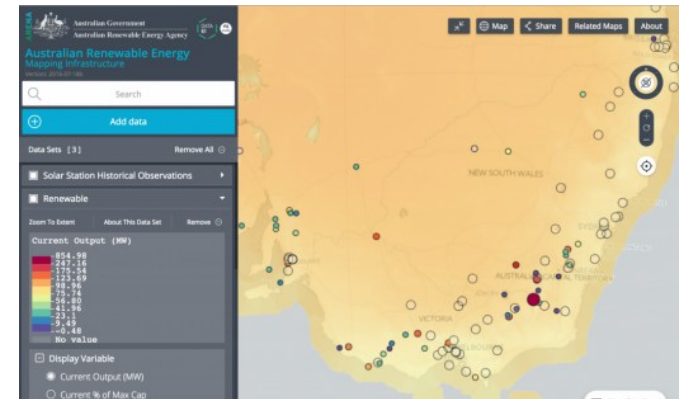 ARENA
Australian Government
Australian Renewable Energy Agency
Australian Renewable Energy
Mapping Infrastructure
Search
Add data
Data Sets [3]
Remove All
Solar Station Historical Observations
Renewable
Zoom To Extent
About This Data Set
Remove
Current Output (MW)
854.98
247.16
175.54
123.69
98.96
75.74
56.80
41.96
23.1
9.49
-0.48
No value
Display Variable
Current Output (MW)
Current % of Max Cap
Map
Share
Related Maps
About
NEW SOUTH WALES
VICTORIA